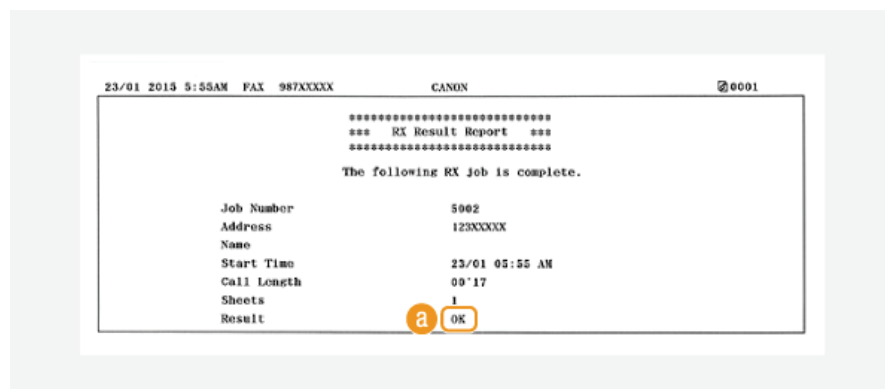 23/01 2015 5:55AM FAX 987XXXXX CANON 0001
****************************
*** RX Result Report ***
****************************
The following RX job is complete.
Job Number 5002
Address 123XXXXX
Name
Start Time 23/01 05:55 AM
Call Length 00'17
Sheets 1
Result a OK